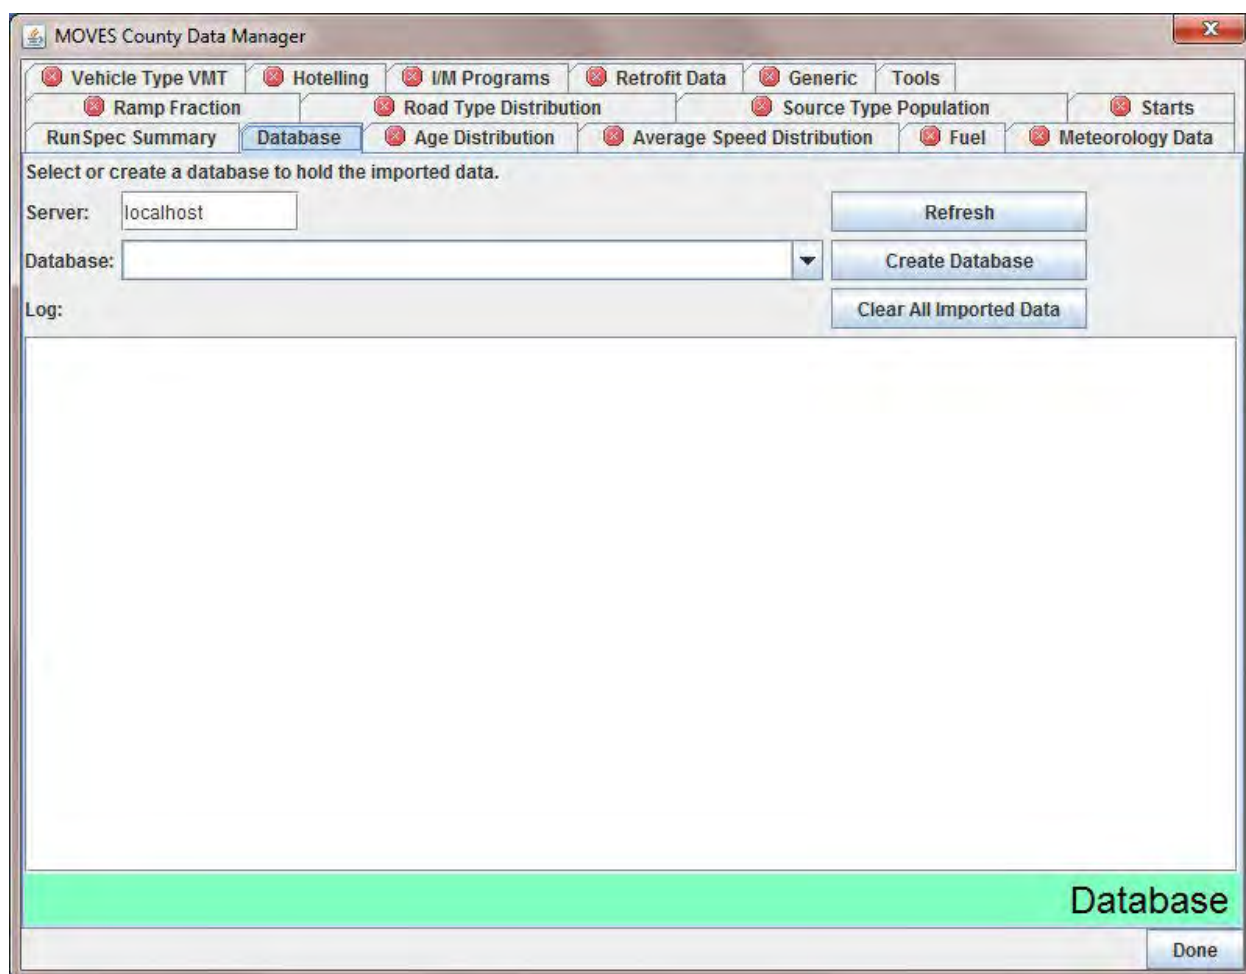 MOVES County Data Manager
Vehicle Type VMT Hotelling I/M Programs Retrofit Data Generic Tools
Ramp Fraction Road Type Distribution Source Type Population Starts
RunSpec Summary Database Age Distribution Average Speed Distribution Fuel Meteorology Data
Select or create a database to hold the imported data.
Server: localhost Refresh
Database: Create Database
Log: Clear All Imported Data
Database
Done